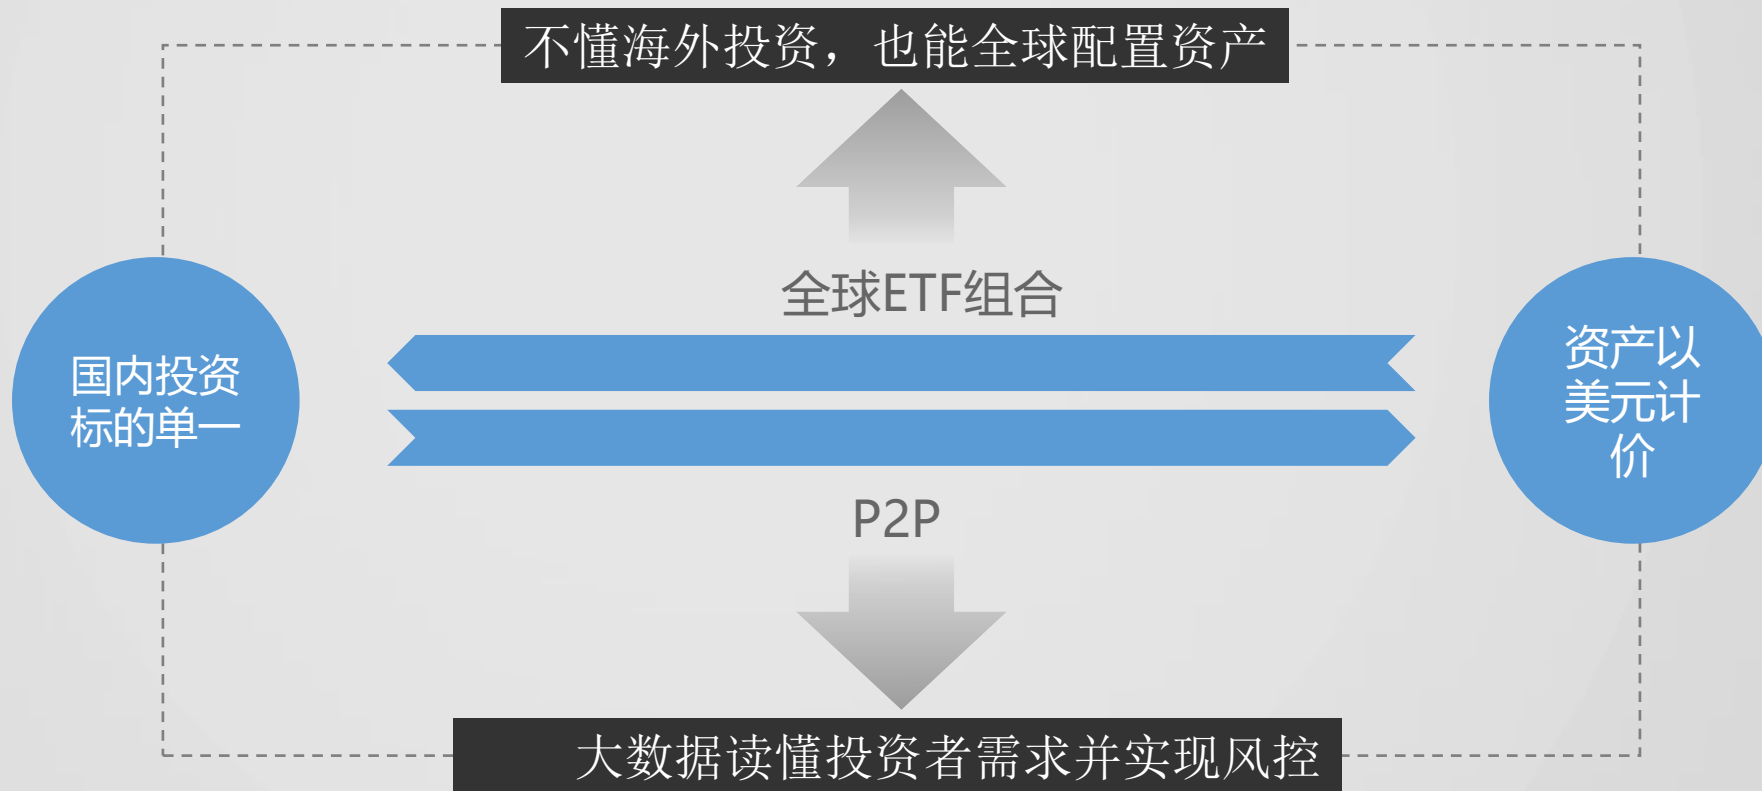 不懂海外投资，也能全球配置资产
全球ETF组合
国内投资
标的单一
资产以
美元计
价
P2P
大数据读懂投资者需求并实现风控